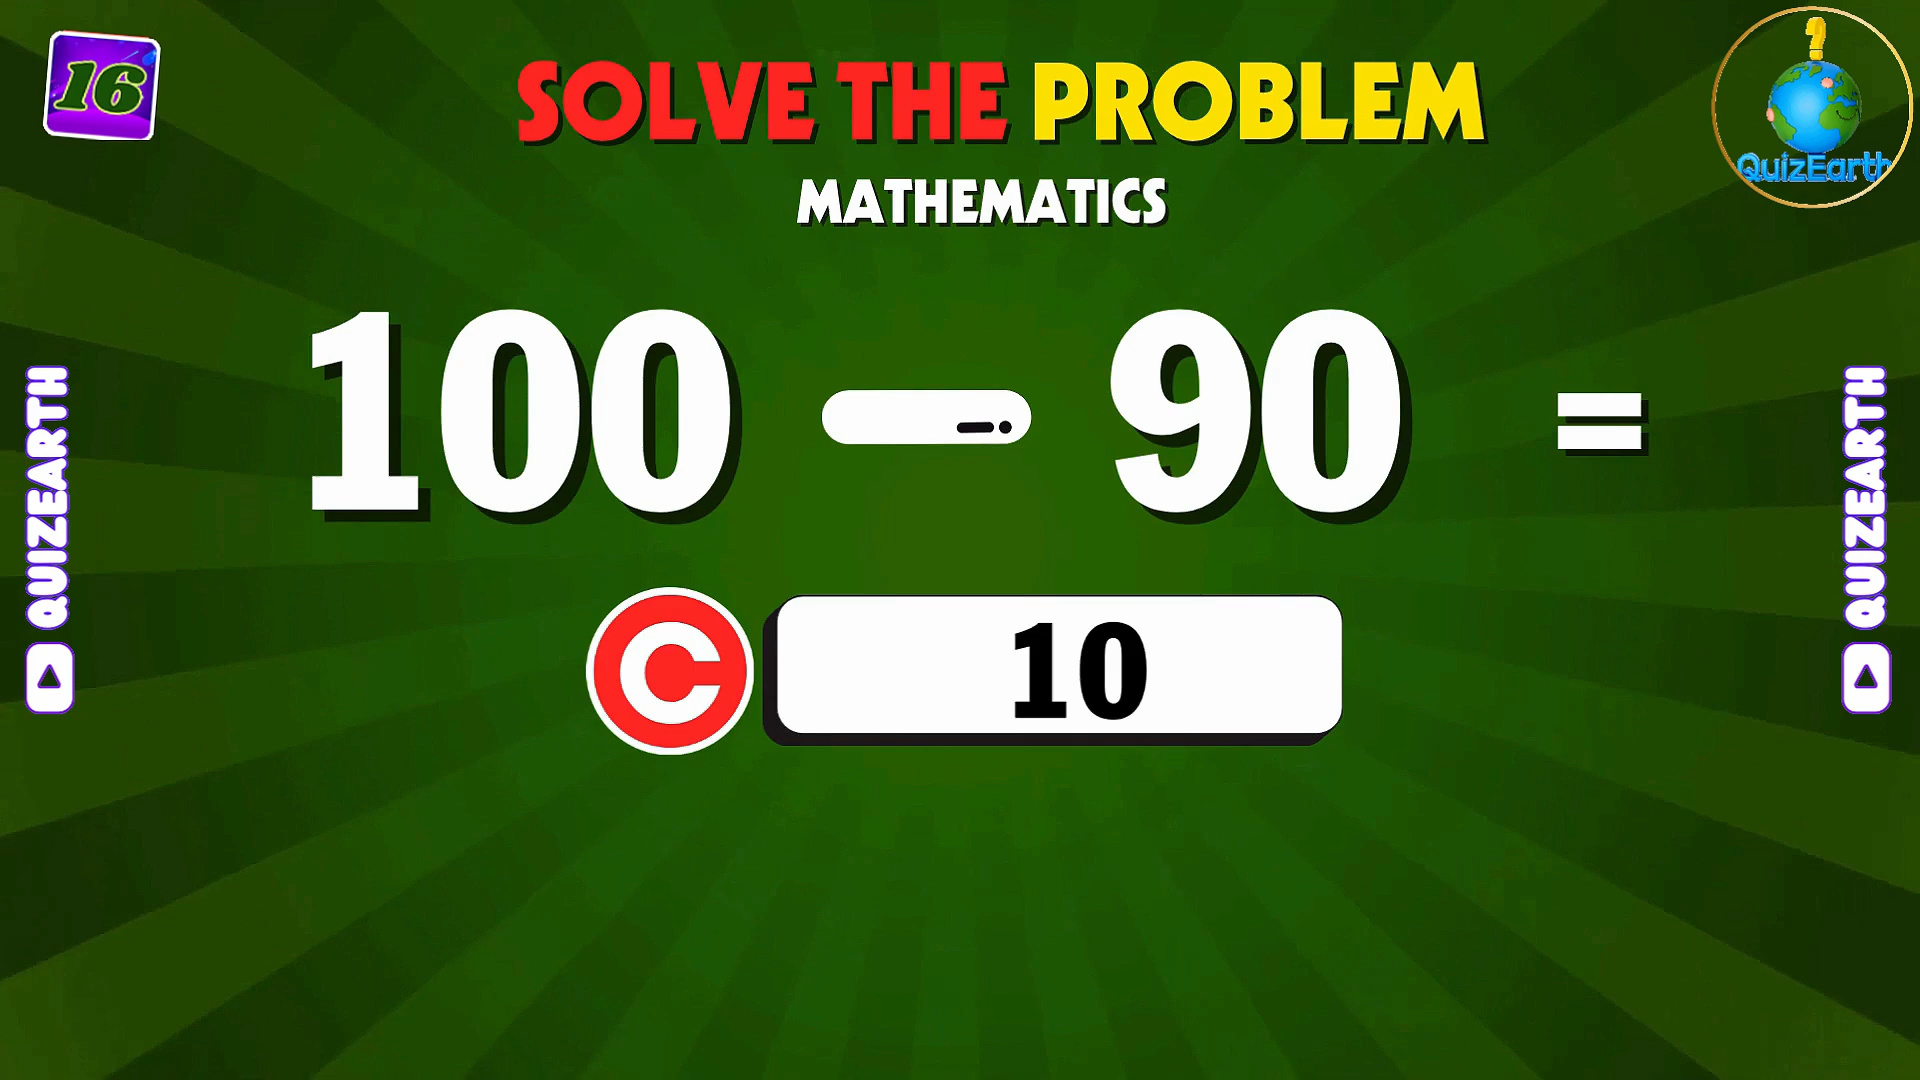 16
SOLVE THE PROBLEM
MATHEMATICS
QuizEarth
100 – 90 =
C 10
QUIZEARTH
QUIZEARTH